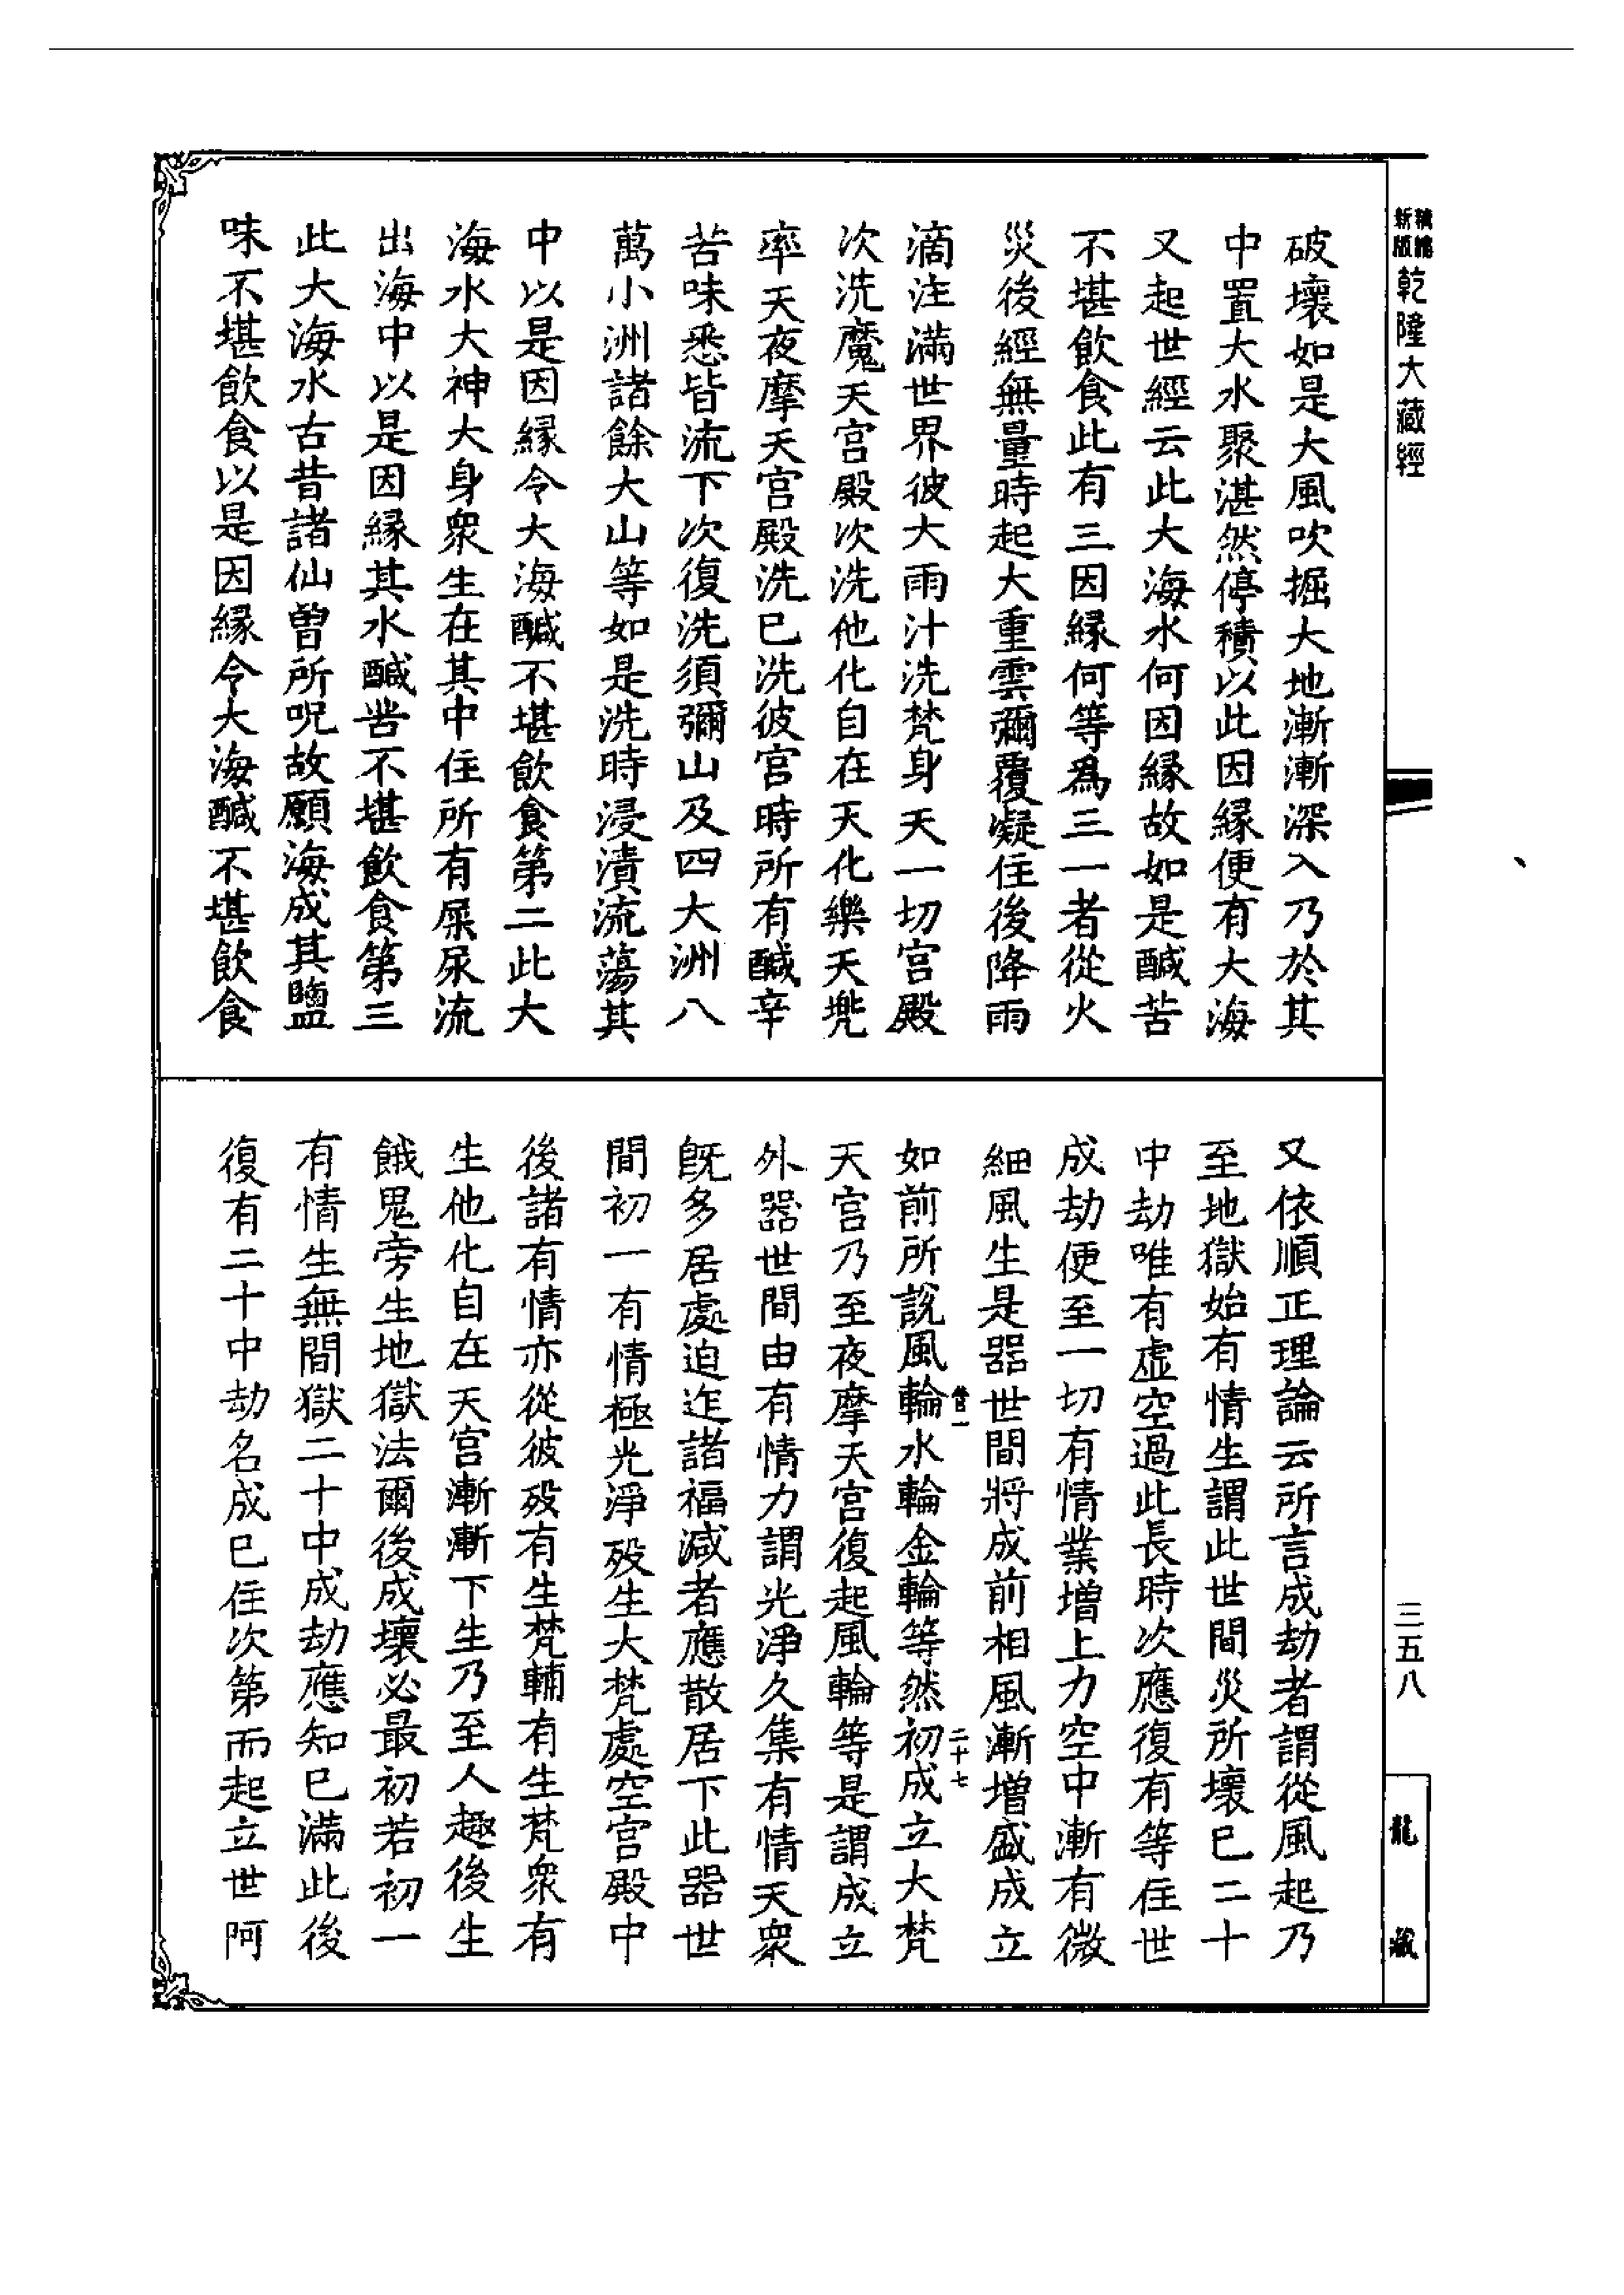 新版 精縮 乾隆大藏經
破壞如是大風吹掘大地漸漸深入乃於其
中置大水聚湛然停積以此因緣便有大海
又起世經云此大海水何因緣故如是醎苦
不堪飲食此有三因緣何等爲三一者從火
災後經無量時起大重雲彌覆凝住後降雨
滴注滿世界彼大雨汁洗梵身天一切宮殿
次洗魔天宮殿次洗他化自在天化樂天兠
率天夜摩天宮殿洗已洗彼宮時所有醎辛
苦味悉皆流下次復洗須彌山及四大洲八
萬小洲諸餘大山等如是洗時浸漬流蕩其
中以是因緣令大海醎不堪飲食第二此大
海水大神大身衆生在其中住所有屎尿流
出海中以是因緣其水醎苦不堪飲食第三
此大海水古昔諸仙曽所呪故願海成其鹽
味不堪飲食以是因緣令大海醎不堪飲食
三五八
龍藏
又依順正理論云所言成劫者謂從風起乃
至地獄始有情生謂此世間災所壞已二十
中劫唯有虛空過此長時次應復有等住世
成劫便至一切有情業增上力空中漸有微
細風生是器世間將成前相風漸增盛成立
如前所說風輪水輪金輪等然初成立大梵
營一
二十七
天宮乃至夜摩天宮復起風輪等是謂成立
外器世間由有情力謂光淨久集有情天衆
旣多居處迫迮諸福減者應散居下此器世
間初一有情極光淨歿生大梵處空宮殿中
後諸有情亦從彼歿有生梵輔有生梵衆有
生他化自在天宮漸漸下生乃至人趣後生
餓鬼旁生地獄法爾後成壞必最初若初一
有情生無間獄二十中成劫應知已滿此後
復有二十中劫名成已住次第而起立世阿